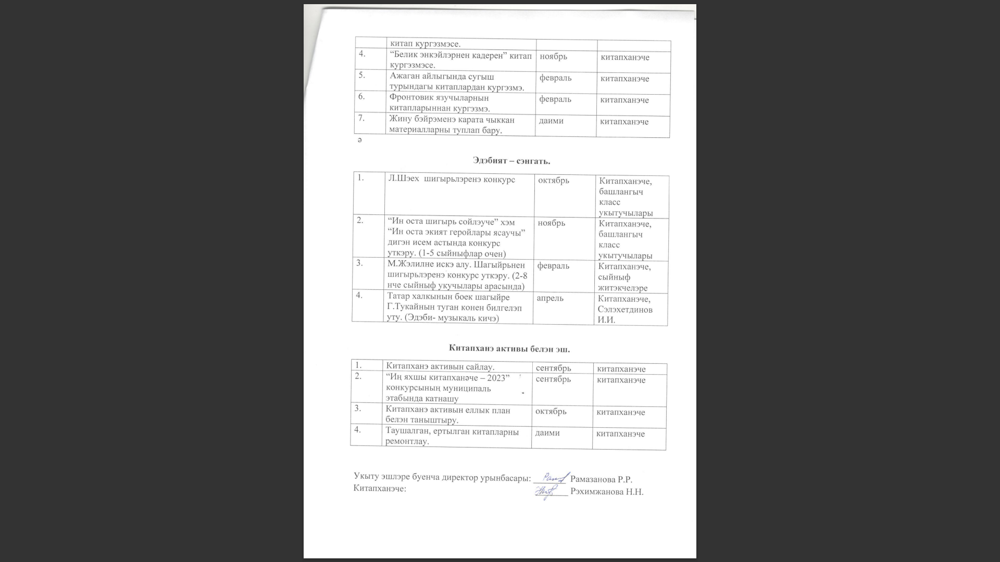 китап кургэзмэсе.
4. “Белик энкэйлэрнен кадерен” китап ноябрь китапханэче
кургэзмэсе.
5. Ажаган айлыгында сугыш февраль китапханэче
турындагы китаплардан кургэзмэ.
6. Фронтовик язучыларнын февраль китапханэче
китапларыннан кургэзмэ.
7. Жину бэйрэменэ карата чыккан даими китапханэче
материалларны туплап бару.
ә
Эдэбият – сэнгать.
1. Л.Шэех шигырьлэренэ конкурс октябрь Китапханэче,
башлангыч
класс
укытучылары
2. “Ин оста шигырь сойлэуче” хэм ноябрь Китапханэче,
“Ин оста экият геройлары ясаучы” башлангыч
дигэн исем астында конкурс класс
уткэру. (1-5 сыйныфлар очен) укытучылары
3. М.Жэлилне искэ алу. Шагыйрьнен февраль Китапханэче,
шигырьлэренэ конкурс уткэру. (2-8 сыйныф
нче сыйныф укучылары арасында) житэкчелэре
4. Татар халкынын боек шагыйре апрель Китапханэче,
Г.Тукайнын туган конен билгелэп Сэлэхетдинов
уту. (Эдэби- музыкаль кичэ) И.И.
Китапханэ активы белэн эш.
1. Китапханэ активын сайлау. сентябрь китапханэче
2. “Иң яхшы китапханәче – 2023” сентябрь китапханэче
конкурсының муниципаль
этабында катнашу
3. Китапханэ активын еллык план октябрь китапханэче
белэн таныштыру.
4. Таушалган, ертылган китапларны даими китапханэче
ремонтлау.
Укыту эшлэре буенча директор урынбасары: Рамазанова Р.Р.
Китапханэче: Рэхимжанова Н.Н.